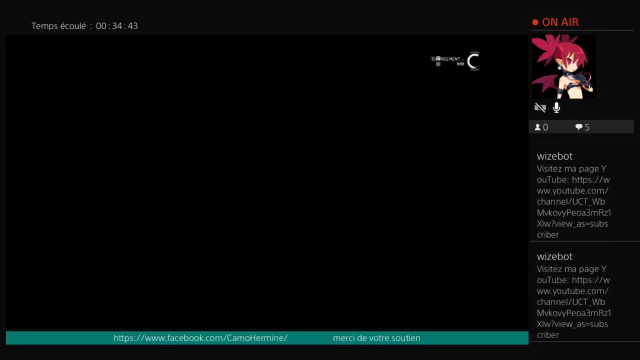 Temps écoulé : 00:34:43
ON AIR
0
5
wizebot
Visitez ma page Y
ouTube: https://w
ww.youtube.com/
channel/UCT_Wb
MvkovyPeoa3mRz1
XIw?view_as=subs
criber
wizebot
Visitez ma page Y
ouTube: https://w
ww.youtube.com/
channel/UCT_Wb
MvkovyPeoa3mRz1
XIw?view_as=subs
criber
https://www.facebook.com/CamoHermine/ merci de votre soutien